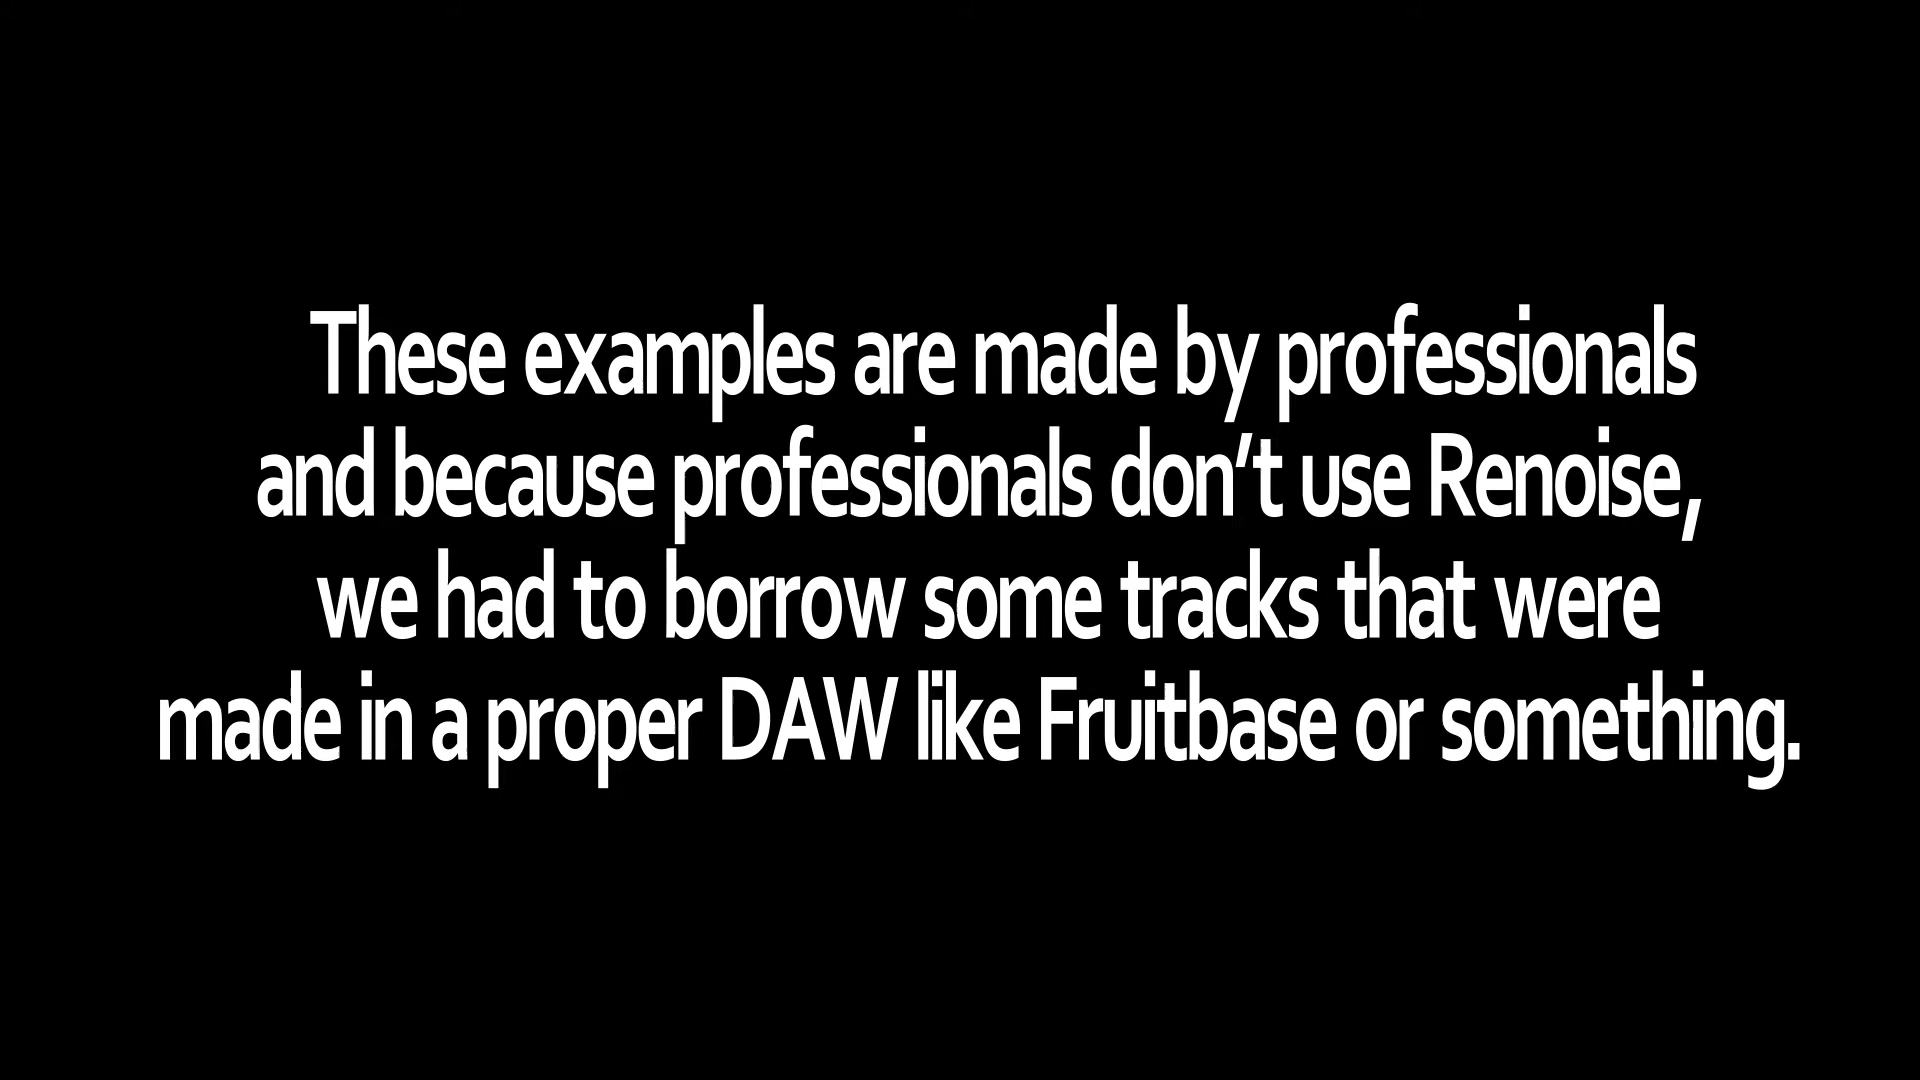 These examples are made by professionals
and because professionals don’t use Renoise,
we had to borrow some tracks that were
made in a proper DAW like Fruitbase or something.